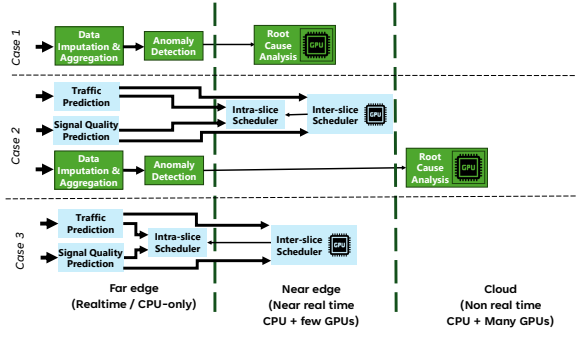 Case 1
Data
Imputation &
Aggregation
Anomaly
Detection
Root
Cause
Analysis
GPU
Case 2
Traffic
Prediction
Signal Quality
Prediction
Intra-slice
Scheduler
Inter-slice
Scheduler
GPU
Data
Imputation &
Aggregation
Anomaly
Detection
Root
Cause
Analysis
GPU
Case 3
Traffic
Prediction
Signal Quality
Prediction
Intra-slice
Scheduler
Inter-slice
Scheduler
GPU
Far edge
(Realtime / CPU-only)
Near edge
(Near real time
CPU + few GPUs)
Cloud
(Non real time
CPU + Many GPUs)